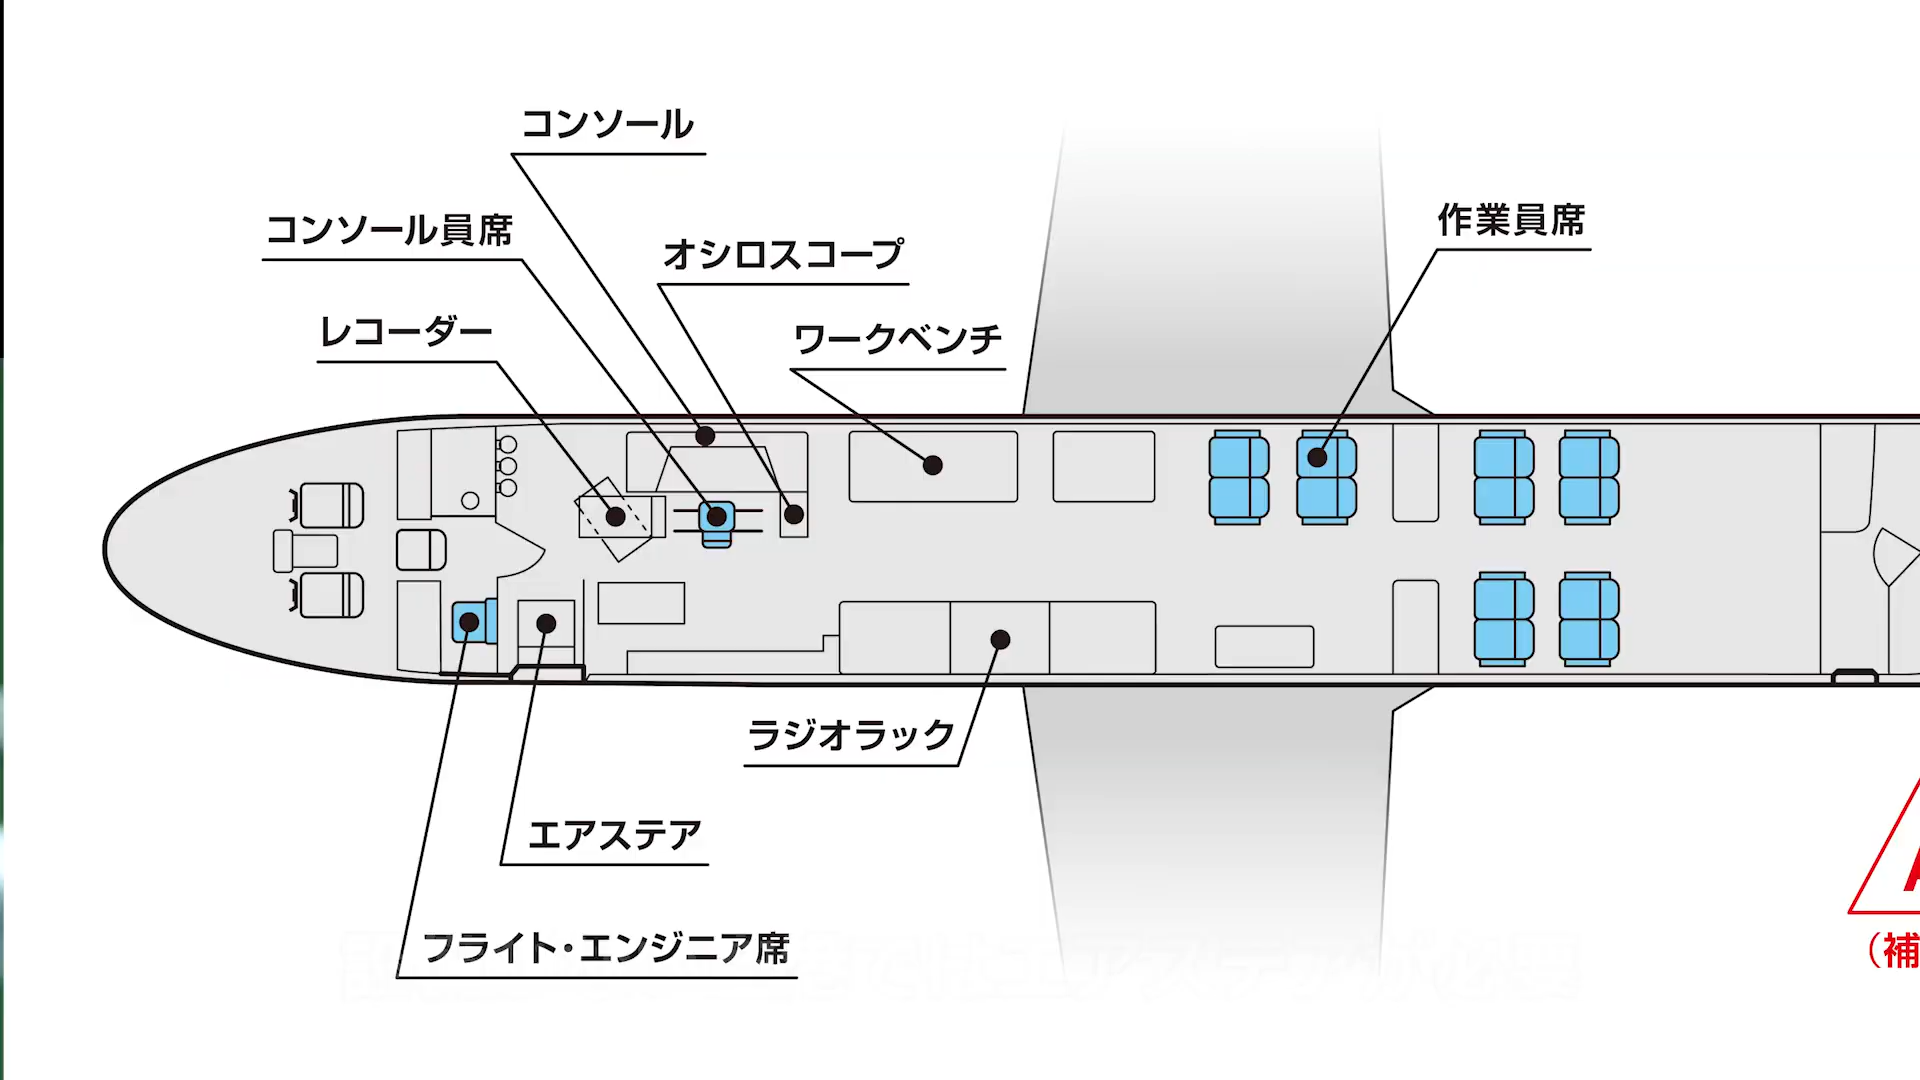 コンソール
コンソール員席
作業員席
オシロスコープ
レコーダー
ワークベンチ
ラジオラック
エアステア
フライト・エンジニア席
（補